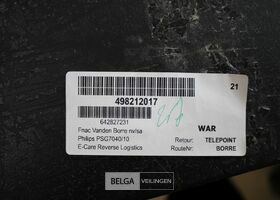 498212017
21
642827231
Fnac Vanden Borre nv/sa
WAR
Philips PSG7040/10
Retour: TELEPOINT
E-Care Reverse Logistics
RouteNr: BORRE
BELGA VEILINGEN